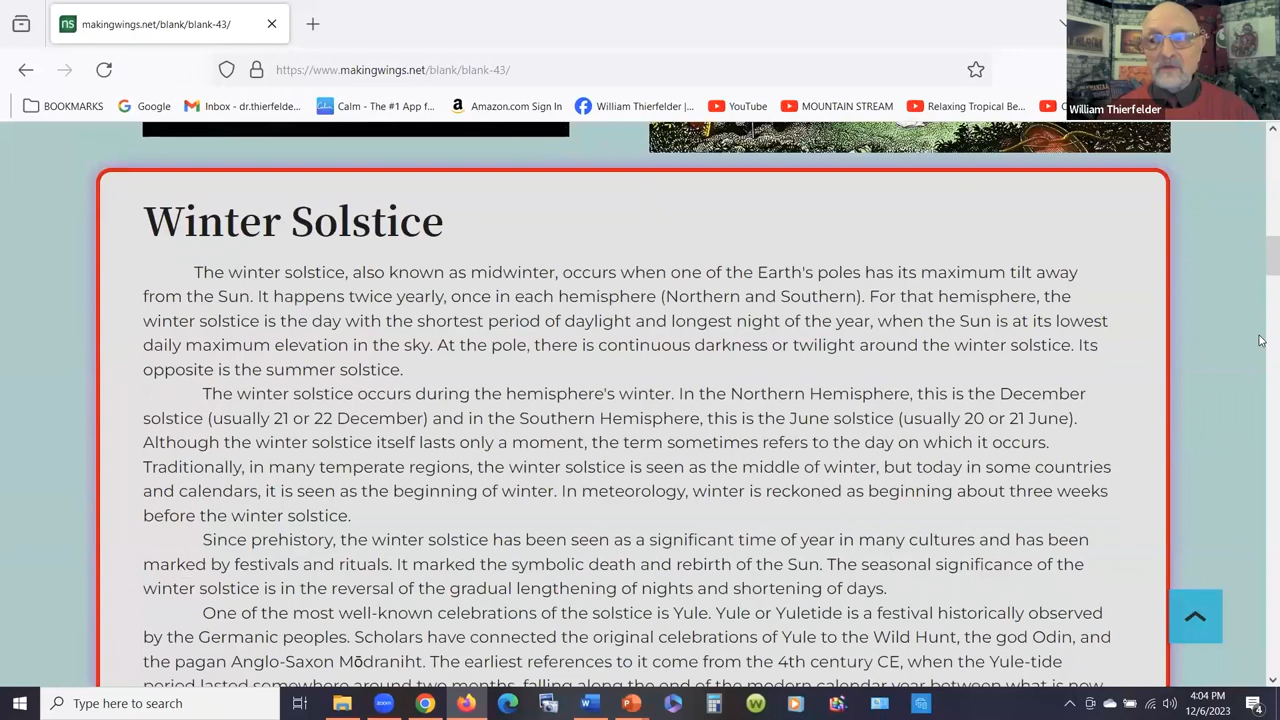 makingwings.net/blank/blank-43/
https://www.makingwings.net/blank/blank-43/
BOOKMARKS Google Inbox - dr.thierfelde... Calm - The #1 App f... Amazon.com Sign In William Thierfelder |... YouTube MOUNTAIN STREAM Relaxing Tropical Be...
William Thierfelder
Winter Solstice
The winter solstice, also known as midwinter, occurs when one of the Earth's poles has its maximum tilt away
from the Sun. It happens twice yearly, once in each hemisphere (Northern and Southern). For that hemisphere, the
winter solstice is the day with the shortest period of daylight and longest night of the year, when the Sun is at its lowest
daily maximum elevation in the sky. At the pole, there is continuous darkness or twilight around the winter solstice. Its
opposite is the summer solstice.
The winter solstice occurs during the hemisphere's winter. In the Northern Hemisphere, this is the December
solstice (usually 21 or 22 December) and in the Southern Hemisphere, this is the June solstice (usually 20 or 21 June).
Although the winter solstice itself lasts only a moment, the term sometimes refers to the day on which it occurs.
Traditionally, in many temperate regions, the winter solstice is seen as the middle of winter, but today in some countries
and calendars, it is seen as the beginning of winter. In meteorology, winter is reckoned as beginning about three weeks
before the winter solstice.
Since prehistory, the winter solstice has been seen as a significant time of year in many cultures and has been
marked by festivals and rituals. It marked the symbolic death and rebirth of the Sun. The seasonal significance of the
winter solstice is in the reversal of the gradual lengthening of nights and shortening of days.
One of the most well-known celebrations of the solstice is Yule. Yule or Yuletide is a festival historically observed
by the Germanic peoples. Scholars have connected the original celebrations of Yule to the Wild Hunt, the god Odin, and
the pagan Anglo-Saxon Mōdraniht. The earliest references to it come from the 4th century CE, when the Yule-tide
period lasted somewhere around two months, falling along the end of the modern calendar year between what is now
Type here to search
4:04 PM
12/6/2023